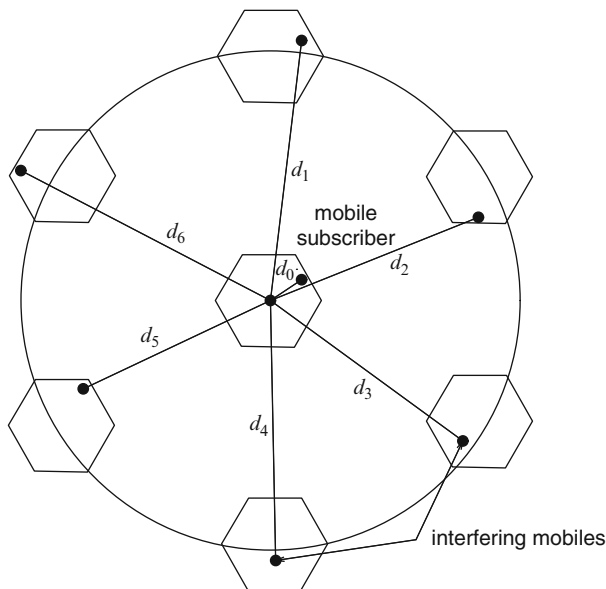 d1
d6
mobile
subscriber
d0
d2
d5
d3
d4
interfering mobiles